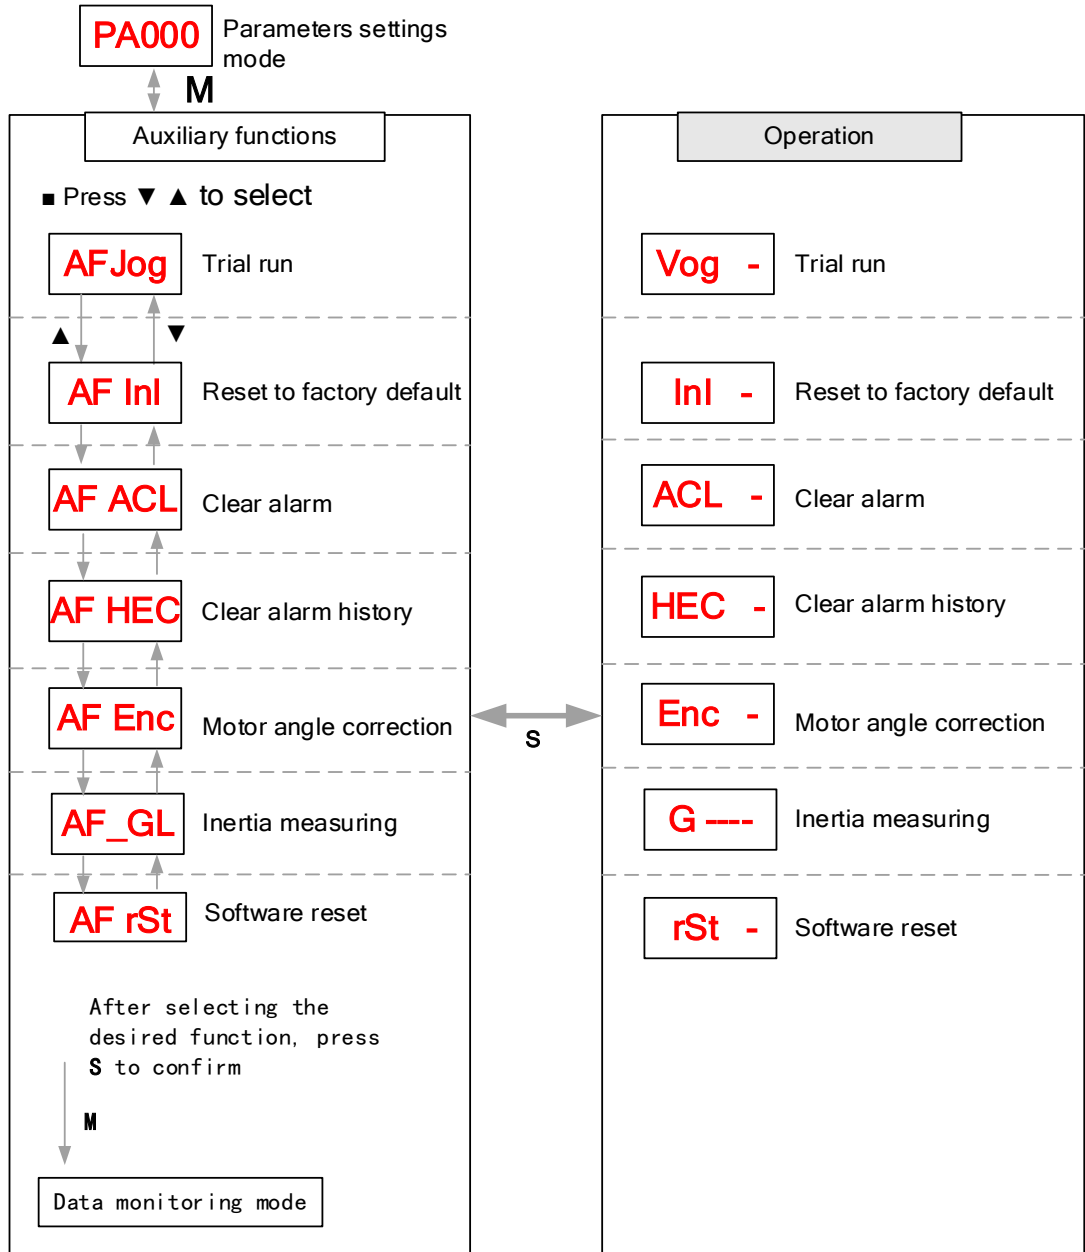 PA000
Parameters settings
mode
M
Auxiliary functions
■ Press ▼ ▲ to select
AFJog
Trial run
▲
▼
AF InI
Reset to factory default
AF ACL
Clear alarm
AF HEC
Clear alarm history
AF Enc
Motor angle correction
AF_GL
Inertia measuring
AF rSt
Software reset
After selecting the
desired function, press
S to confirm
M
Data monitoring mode
S
Operation
Vog -
Trial run
InI -
Reset to factory default
ACL -
Clear alarm
HEC -
Clear alarm history
Enc -
Motor angle correction
G ----
Inertia measuring
rSt -
Software reset